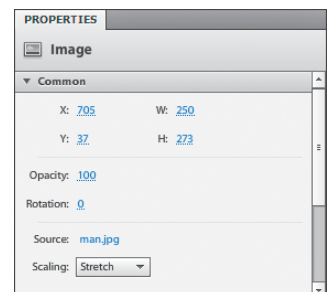 PROPERTIES
Image
Common
X: 705 W: 250
Y: 37 H: 273
Opacity: 100
Rotation: 0
Source: man.jpg
Scaling: Stretch